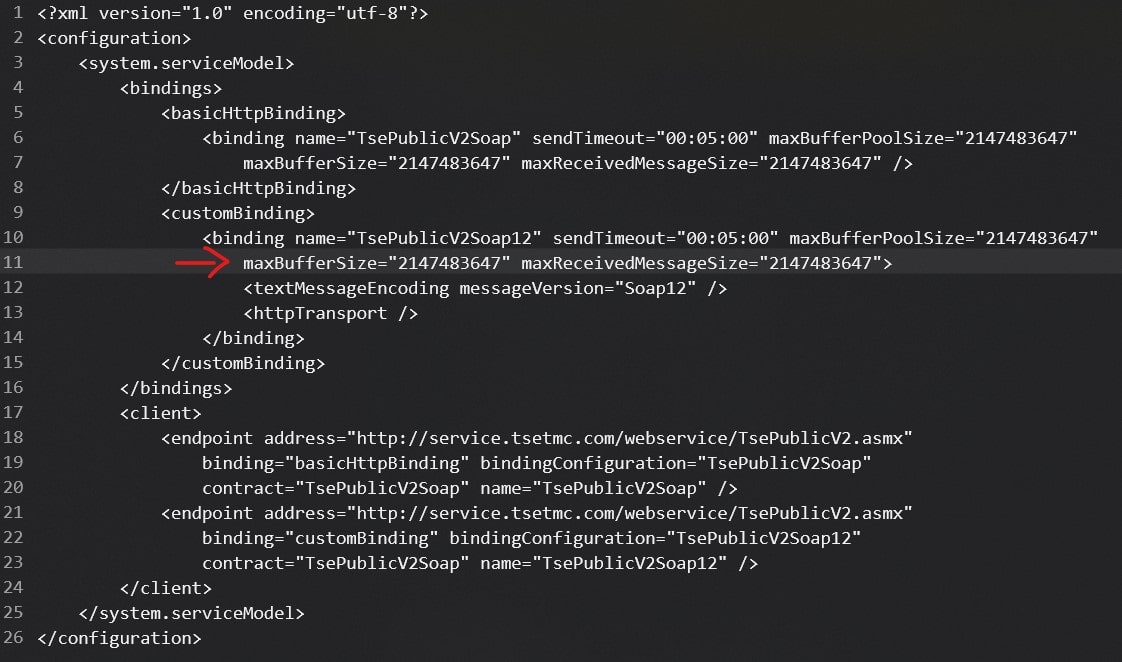 1 <?xml version="1.0" encoding="utf-8"?>
2 <configuration>
3 <system.serviceModel>
4 <bindings>
5 <basicHttpBinding>
6 <binding name="TsePublicV2Soap" sendTimeout="00:05:00" maxBufferPoolSize="2147483647"
7 maxBufferSize="2147483647" maxReceivedMessageSize="2147483647" />
8 </basicHttpBinding>
9 <customBinding>
10 <binding name="TsePublicV2Soap12" sendTimeout="00:05:00" maxBufferPoolSize="2147483647"
11 maxBufferSize="2147483647" maxReceivedMessageSize="2147483647">
12 <textMessageEncoding messageVersion="Soap12" />
13 <httpTransport />
14 </binding>
15 </customBinding>
16 </bindings>
17 <client>
18 <endpoint address="http://service.tsetmc.com/webservice/TsePublicV2.asmx"
19 binding="basicHttpBinding" bindingConfiguration="TsePublicV2Soap"
20 contract="TsePublicV2Soap" name="TsePublicV2Soap" />
21 <endpoint address="http://service.tsetmc.com/webservice/TsePublicV2.asmx"
22 binding="customBinding" bindingConfiguration="TsePublicV2Soap12"
23 contract="TsePublicV2Soap" name="TsePublicV2Soap12" />
24 </client>
25 </system.serviceModel>
26 </configuration>